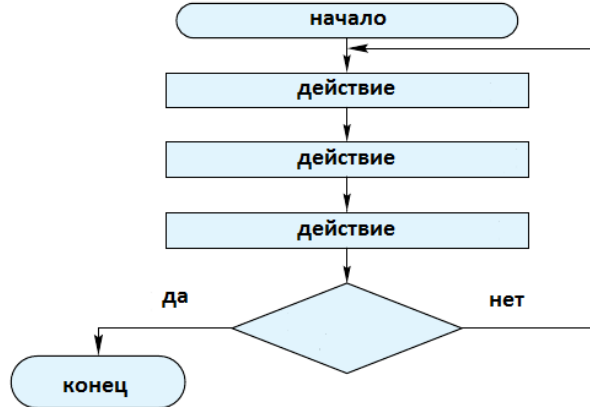 начало
действие
действие
действие
да
нет
конец